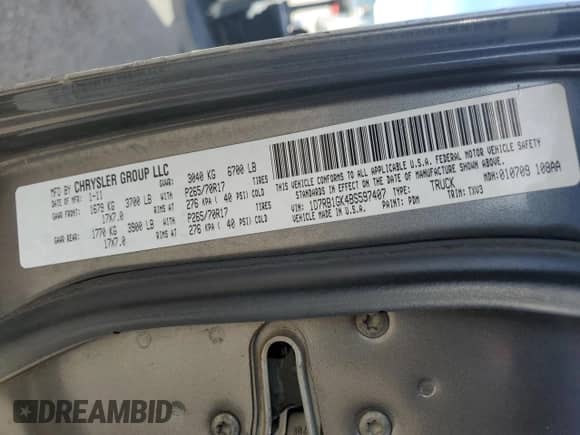 MFD BY CHRYSLER GROUP LLC
DATE OF MFR: 1-11 GVWR: 3040 KG 6700 LB
GAWR FRONT: 1679 KG 3700 LB WITH P265/70R17 TIRES
17X7.0 RIMS AT 276 KPA ( 40 PSI) COLD
GAWR REAR: 1770 KG 3900 LB WITH P265/70R17 TIRES
17X7.0 RIMS AT 276 KPA ( 40 PSI) COLD
THIS VEHICLE CONFORMS TO ALL APPLICABLE U.S.A. FEDERAL MOTOR VEHICLE SAFETY
STANDARDS IN EFFECT ON THE DATE OF MANUFACTURE SHOWN ABOVE.
VIN: 1D7RB1GK4BS597407 TYPE: TRUCK MDH:010709 108AA
VEHICLE MADE IN U.S.A. PAINT: PDM TRIM: TXV3
DREAMBID